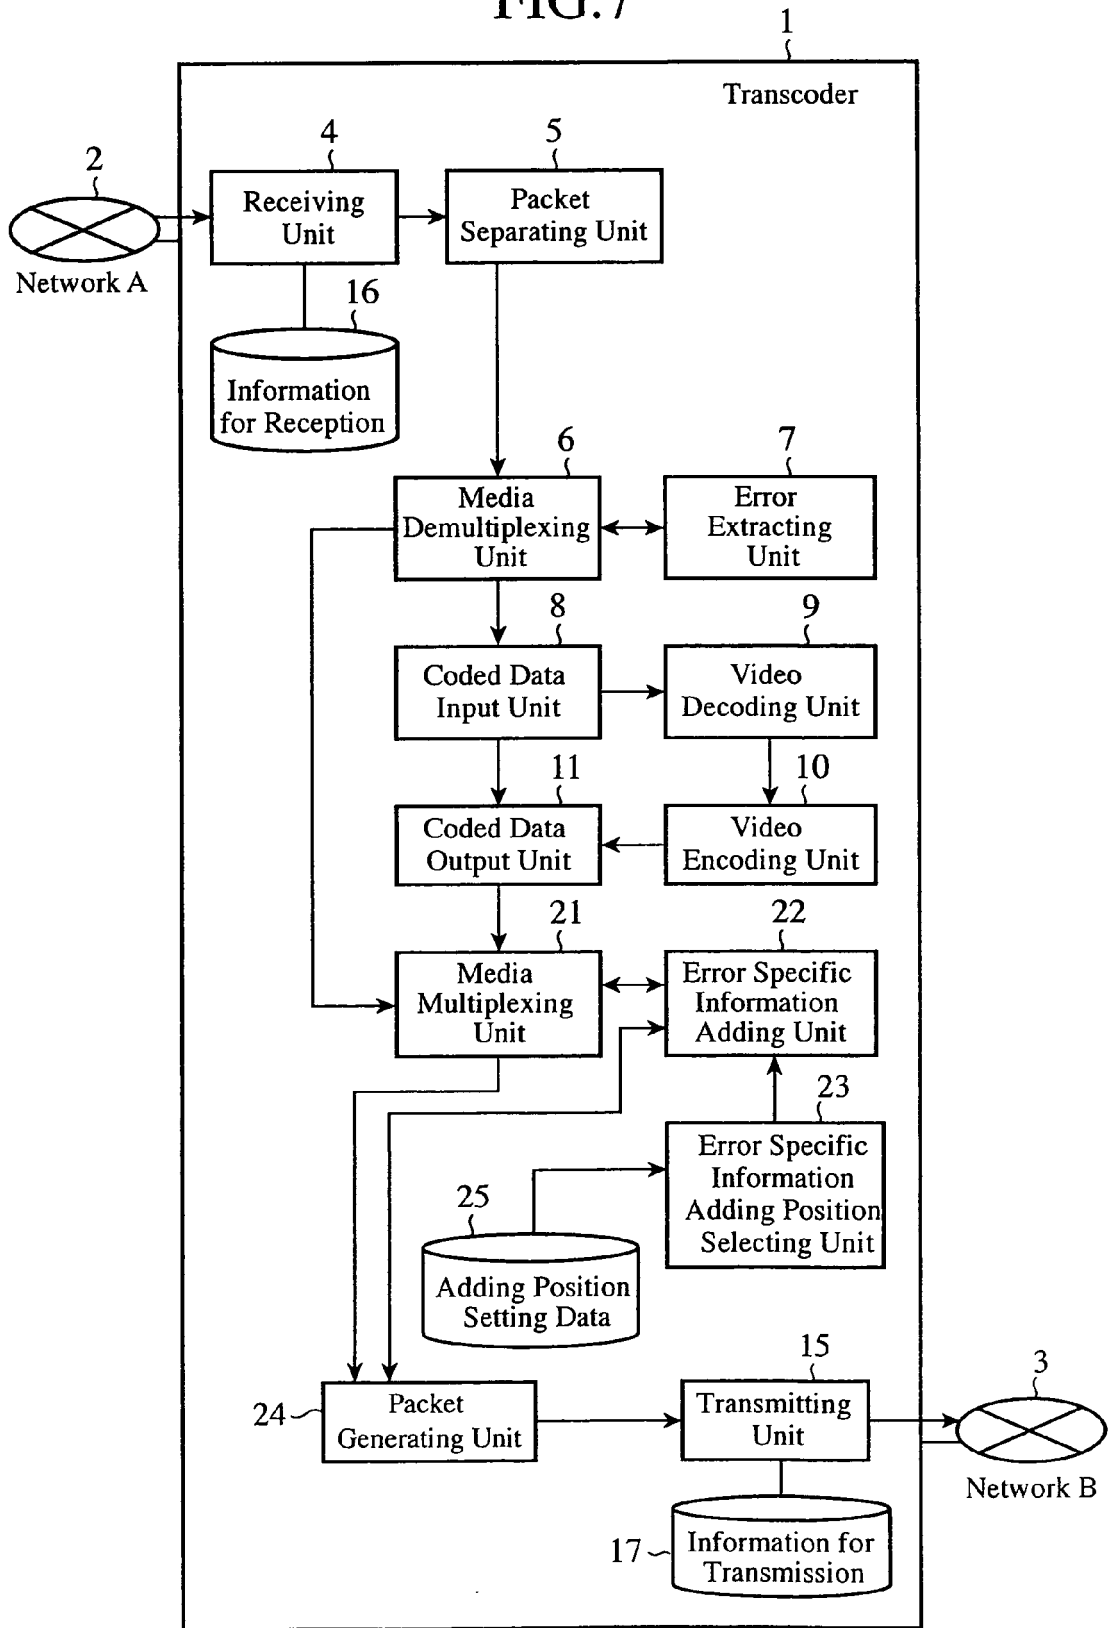 FIG.7
1
Transcoder
2
Network A
4
Receiving
Unit
5
Packet
Separating Unit
16
Information
for Reception
6
Media
Demultiplexing
Unit
7
Error
Extracting
Unit
8
Coded Data
Input Unit
9
Video
Decoding Unit
11
Coded Data
Output Unit
10
Video
Encoding Unit
21
Media
Multiplexing
Unit
22
Error Specific
Information
Adding Unit
23
Error Specific
Information
Adding Position
Selecting Unit
25
Adding Position
Setting Data
24
Packet
Generating Unit
15
Transmitting
Unit
3
Network B
17
Information for
Transmission